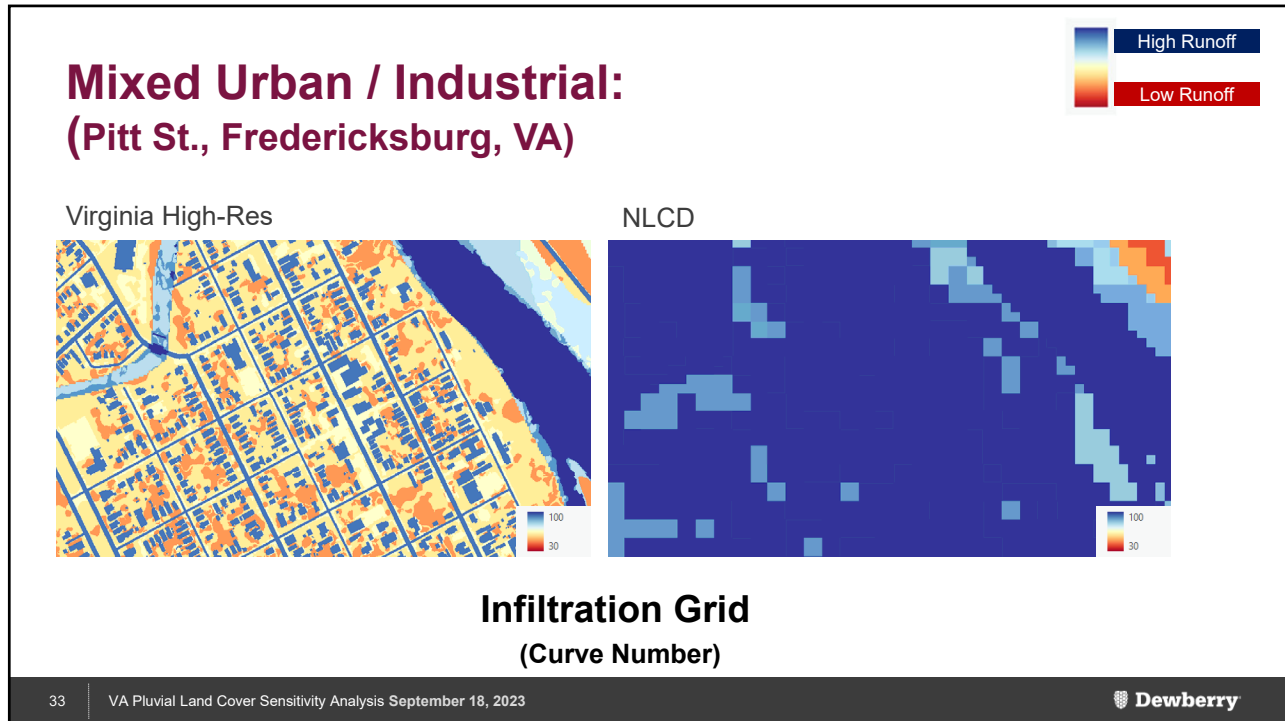 High Runoff
Low Runoff
Mixed Urban / Industrial:
(Pitt St., Fredericksburg, VA)
Virginia High-Res
NLCD
100
30
100
30
Infiltration Grid
(Curve Number)
33
VA Pluvial Land Cover Sensitivity Analysis September 18, 2023
Dewberry